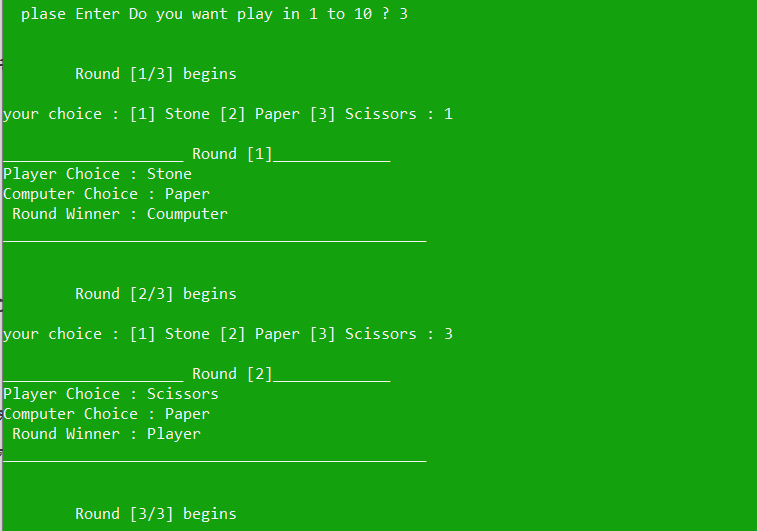 plase Enter Do you want play in 1 to 10 ? 3
Round [1/3] begins
your choice : [1] Stone [2] Paper [3] Scissors : 1
____________________ Round [1]_____________
Player Choice : Stone
Computer Choice : Paper
Round Winner : Coumputer
_______________________________________________
Round [2/3] begins
your choice : [1] Stone [2] Paper [3] Scissors : 3
____________________ Round [2]_____________
Player Choice : Scissors
Computer Choice : Paper
Round Winner : Player
_______________________________________________
Round [3/3] begins